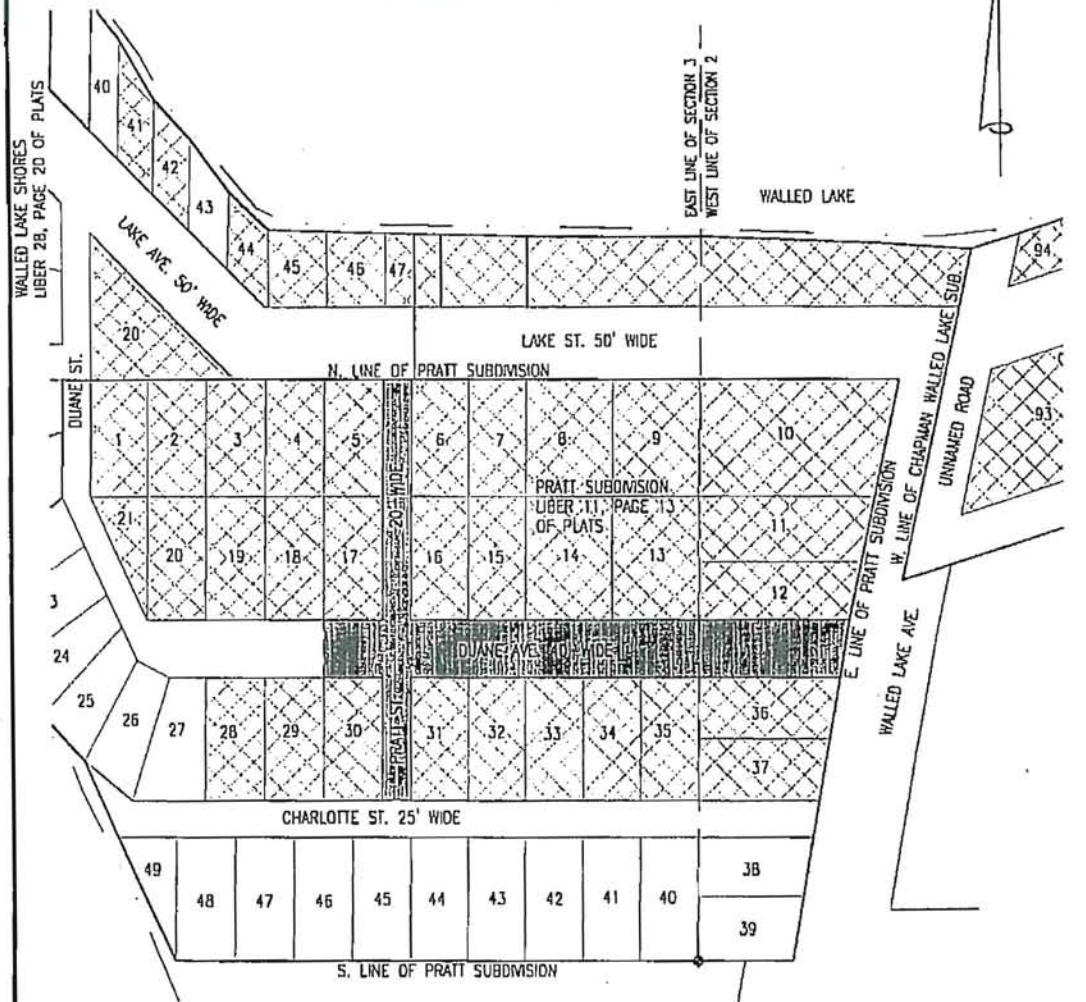 WALLED LAKE SHORES
LIBER 28, PAGE 20 OF PLATS
40
41
42
43
44
45
46
47
LAKE AVE. 50' WIDE
EAST LINE OF SECTION 3
WEST LINE OF SECTION 2
WALLED LAKE
94
20
LAKE ST. 50' WIDE
N. LINE OF PRATT SUBDIVISION
DUANE ST.
1
2
3
4
5
6
7
8
9
10
PRATT ST. 20' WIDE
PRATT SUBDIVISION
LIBER 11, PAGE 13
OF PLATS
21
20
19
18
17
16
15
14
13
11
12
E. LINE OF PRATT SUBDIVISION
W. LINE OF CHAPMAN WALLED LAKE SUB.
UNNAMED ROAD
93
DUANE AVE. 40' WIDE
3
24
25
26
27
28
29
30
PRATT ST. 20' WIDE
31
32
33
34
35
36
37
WALLED LAKE AVE.
CHARLOTTE ST. 25' WIDE
49
48
47
46
45
44
43
42
41
40
38
39
S. LINE OF PRATT SUBDIVISION